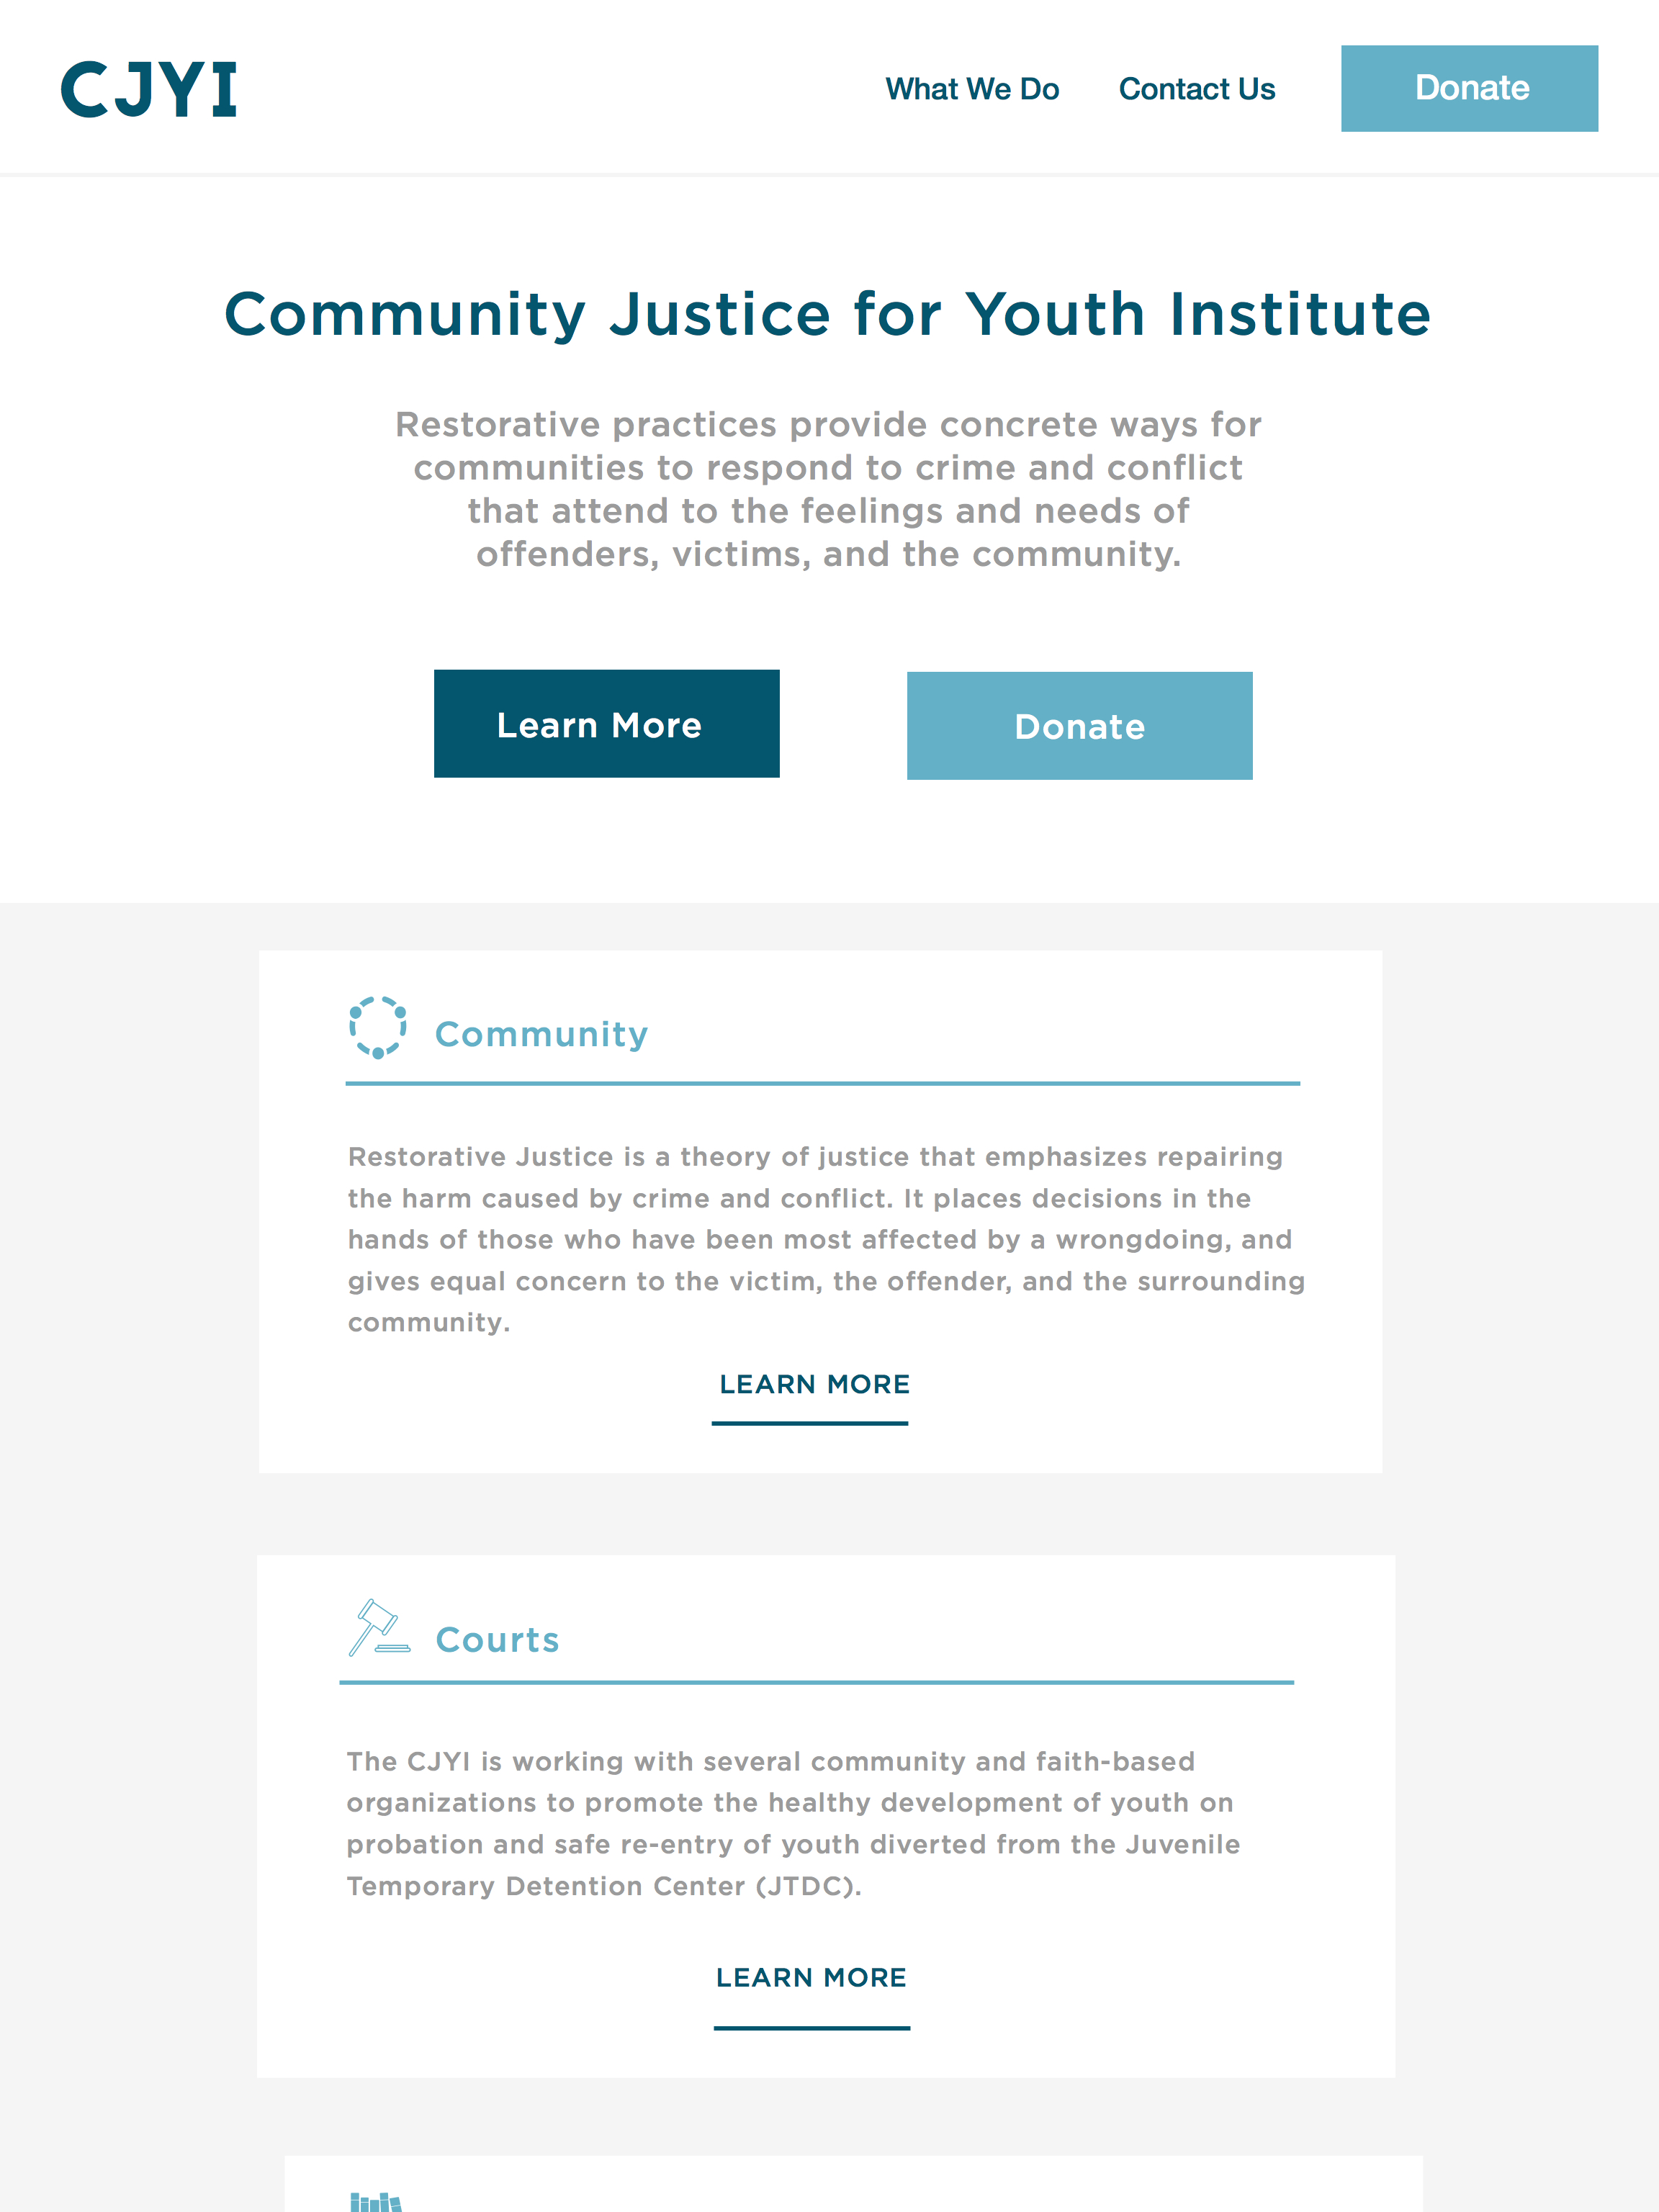 CJYI
What We Do
Contact Us
Donate
Community Justice for Youth Institute
Restorative practices provide concrete ways for
communities to respond to crime and conflict
that attend to the feelings and needs of
offenders, victims, and the community.
Learn More
Donate
Community
Restorative Justice is a theory of justice that emphasizes repairing
the harm caused by crime and conflict. It places decisions in the
hands of those who have been most affected by a wrongdoing, and
gives equal concern to the victim, the offender, and the surrounding
community.
LEARN MORE
Courts
The CJYI is working with several community and faith-based
organizations to promote the healthy development of youth on
probation and safe re-entry of youth diverted from the Juvenile
Temporary Detention Center (JTDC).
LEARN MORE